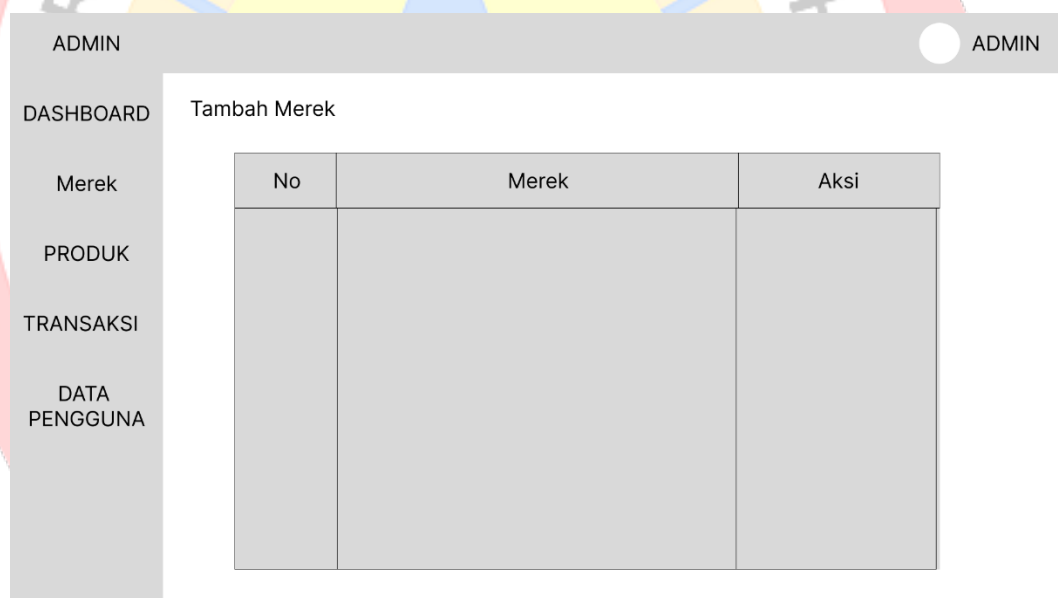 ADMIN
ADMIN
DASHBOARD
Tambah Merek
Merek
No
Merek
Aksi
PRODUK
TRANSAKSI
DATA
PENGGUNA